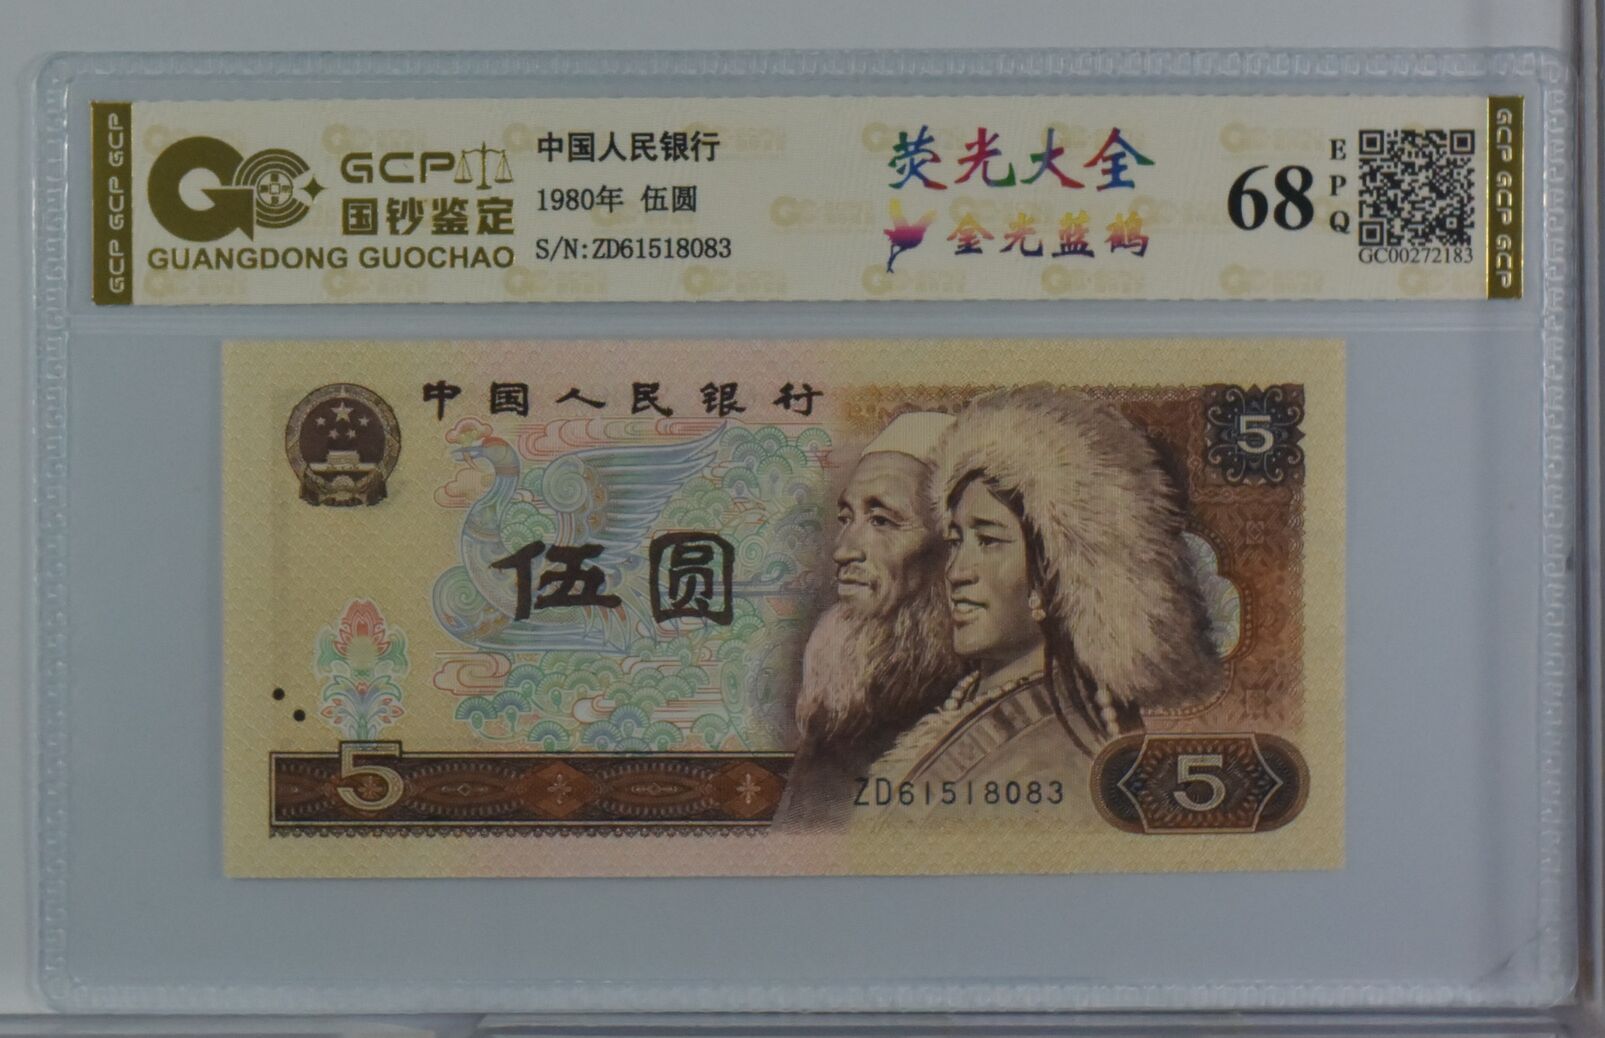 GCP GCP GCP
GCP
国钞鉴定
GUANGDONG GUOCHAO
中国人民银行
1980年 伍圆
S/N:ZD61518083
荧光大全
金光蓝鹤
68
EPQ
GC00272183
GCP GCP GCP
中国人民银行
5
伍圆
5
ZD61518083
5